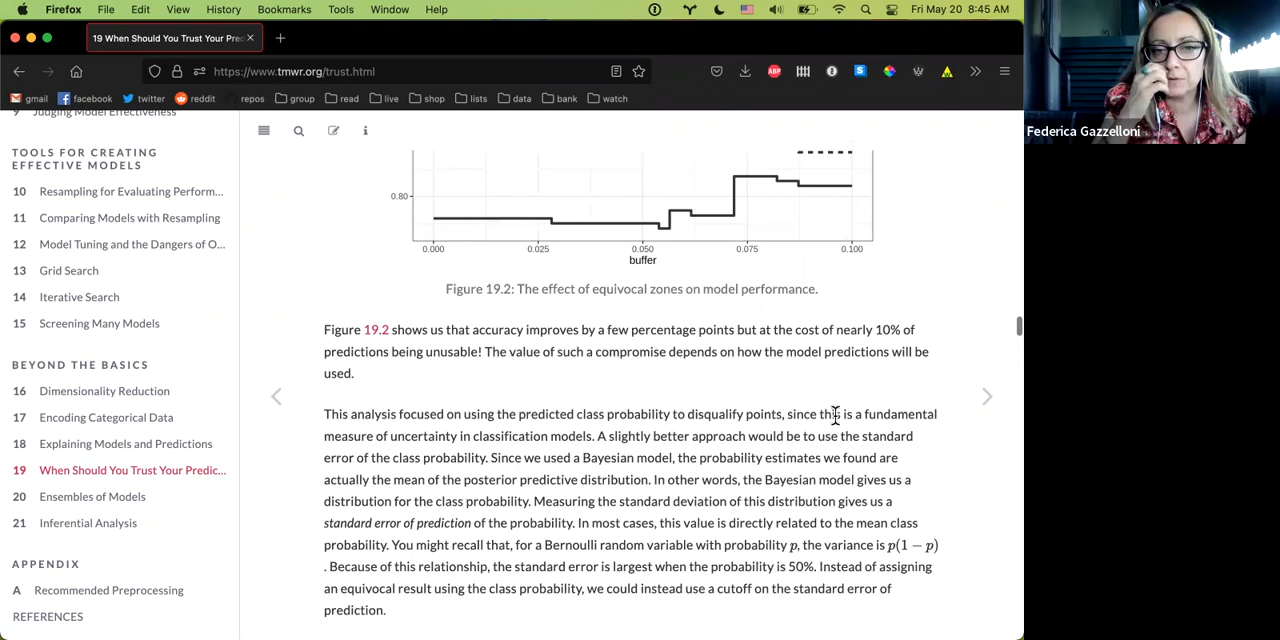 Firefox File Edit View History Bookmarks Tools Window Help Fri May 20 8:45 AM
19 When Should You Trust Your Pre
https://www.tmwr.org/trust.html
gmail facebook twitter reddit repos group read live shop lists data bank watch
9 Judging Model Effectiveness
TOOLS FOR CREATING
EFFECTIVE MODELS
10 Resampling for Evaluating Perform...
11 Comparing Models with Resampling
12 Model Tuning and the Dangers of O...
13 Grid Search
14 Iterative Search
15 Screening Many Models
BEYOND THE BASICS
16 Dimensionality Reduction
17 Encoding Categorical Data
18 Explaining Models and Predictions
19 When Should You Trust Your Predic...
20 Ensembles of Models
21 Inferential Analysis
APPENDIX
A Recommended Preprocessing
REFERENCES
0.80
0.000 0.025 0.050 0.075 0.100
buffer
Figure 19.2: The effect of equivocal zones on model performance.
Figure 19.2 shows us that accuracy improves by a few percentage points but at the cost of nearly 10% of
predictions being unusable! The value of such a compromise depends on how the model predictions will be
used.
This analysis focused on using the predicted class probability to disqualify points, since this is a fundamental
measure of uncertainty in classification models. A slightly better approach would be to use the standard
error of the class probability. Since we used a Bayesian model, the probability estimates we found are
actually the mean of the posterior predictive distribution. In other words, the Bayesian model gives us a
distribution for the class probability. Measuring the standard deviation of this distribution gives us a
standard error of prediction of the probability. In most cases, this value is directly related to the mean class
probability. You might recall that, for a Bernoulli random variable with probability p, the variance is p(1 − p)
. Because of this relationship, the standard error is largest when the probability is 50%. Instead of assigning
an equivocal result using the class probability, we could instead use a cutoff on the standard error of
prediction.
Federica Gazzelloni